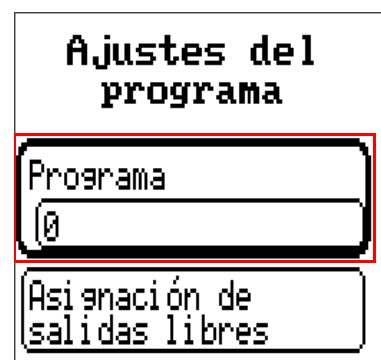 Ajustes del
programa
Programa
0
Asignación de
salidas libres